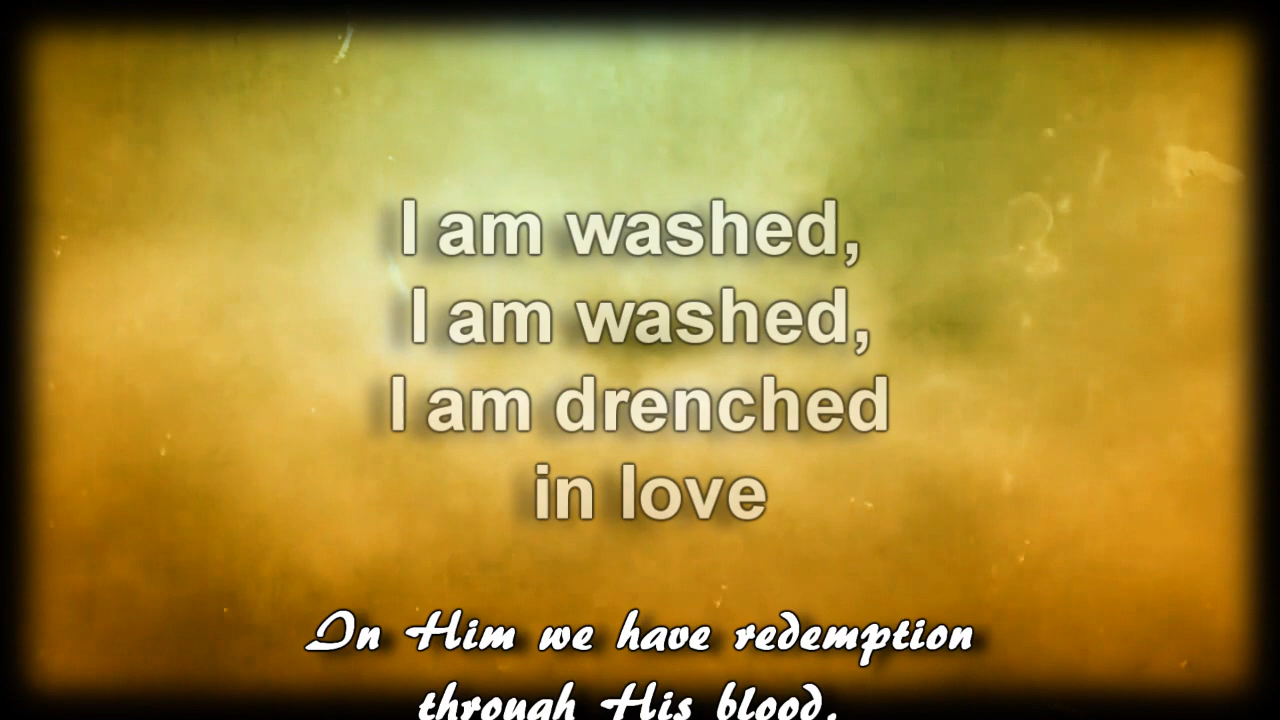 I am washed,
I am washed,
I am drenched
in love
In Him we have redemption
through His blood,